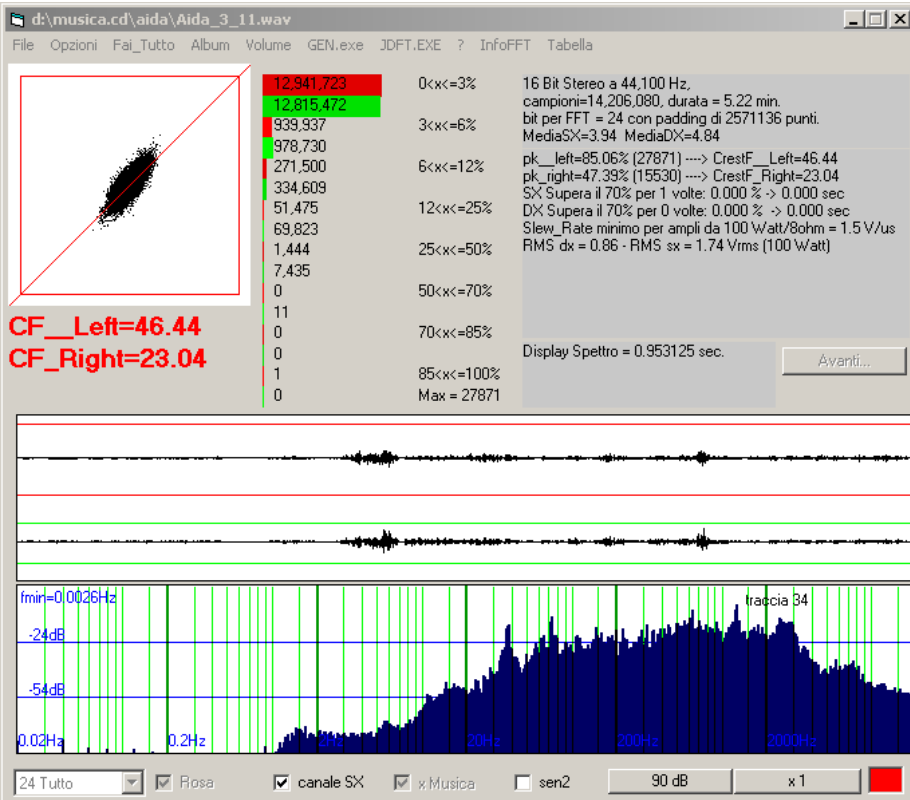 d:\musica.cd\aida\Aida_3_11.wav
File Opzioni Fai_Tutto Album Volume GEN.exe JDFT.EXE ? InfoFFT Tabella
12,941,723 0<x<=3%
12,815,472
939,937 3<x<=6%
978,730
271,500 6<x<=12%
334,609
51,475 12<x<=25%
69,823
1,444 25<x<=50%
7,435
0 50<x<=70%
11
0 70<x<=85%
0
1 85<x<=100%
0 Max = 27871
16 Bit Stereo a 44,100 Hz,
campioni=14,206,080, durata = 5.22 min.
bit per FFT = 24 con padding di 2571136 punti.
MediaSX=3.94 MediaDX=4.84
pk__left=85.06% (27871) ----> CrestF__Left=46.44
pk_right=47.39% (15530) ----> CrestF_Right=23.04
SX Supera il 70% per 1 volte: 0.000 % -> 0.000 sec
DX Supera il 70% per 0 volte: 0.000 % -> 0.000 sec
Slew_Rate minimo per ampli da 100 Watt/8ohm = 1.5 V/us
RMS dx = 0.86 - RMS sx = 1.74 Vrms (100 Watt)
CF__Left=46.44
CF_Right=23.04
Display Spettro = 0.953125 sec.
Avanti...
fmin=0.0026Hz
traccia 34
-24dB
-54dB
0.02Hz 0.2Hz 2Hz 20Hz 200Hz 2000Hz
24 Tutto Rosa canale SX x Musica sen2 90 dB x 1